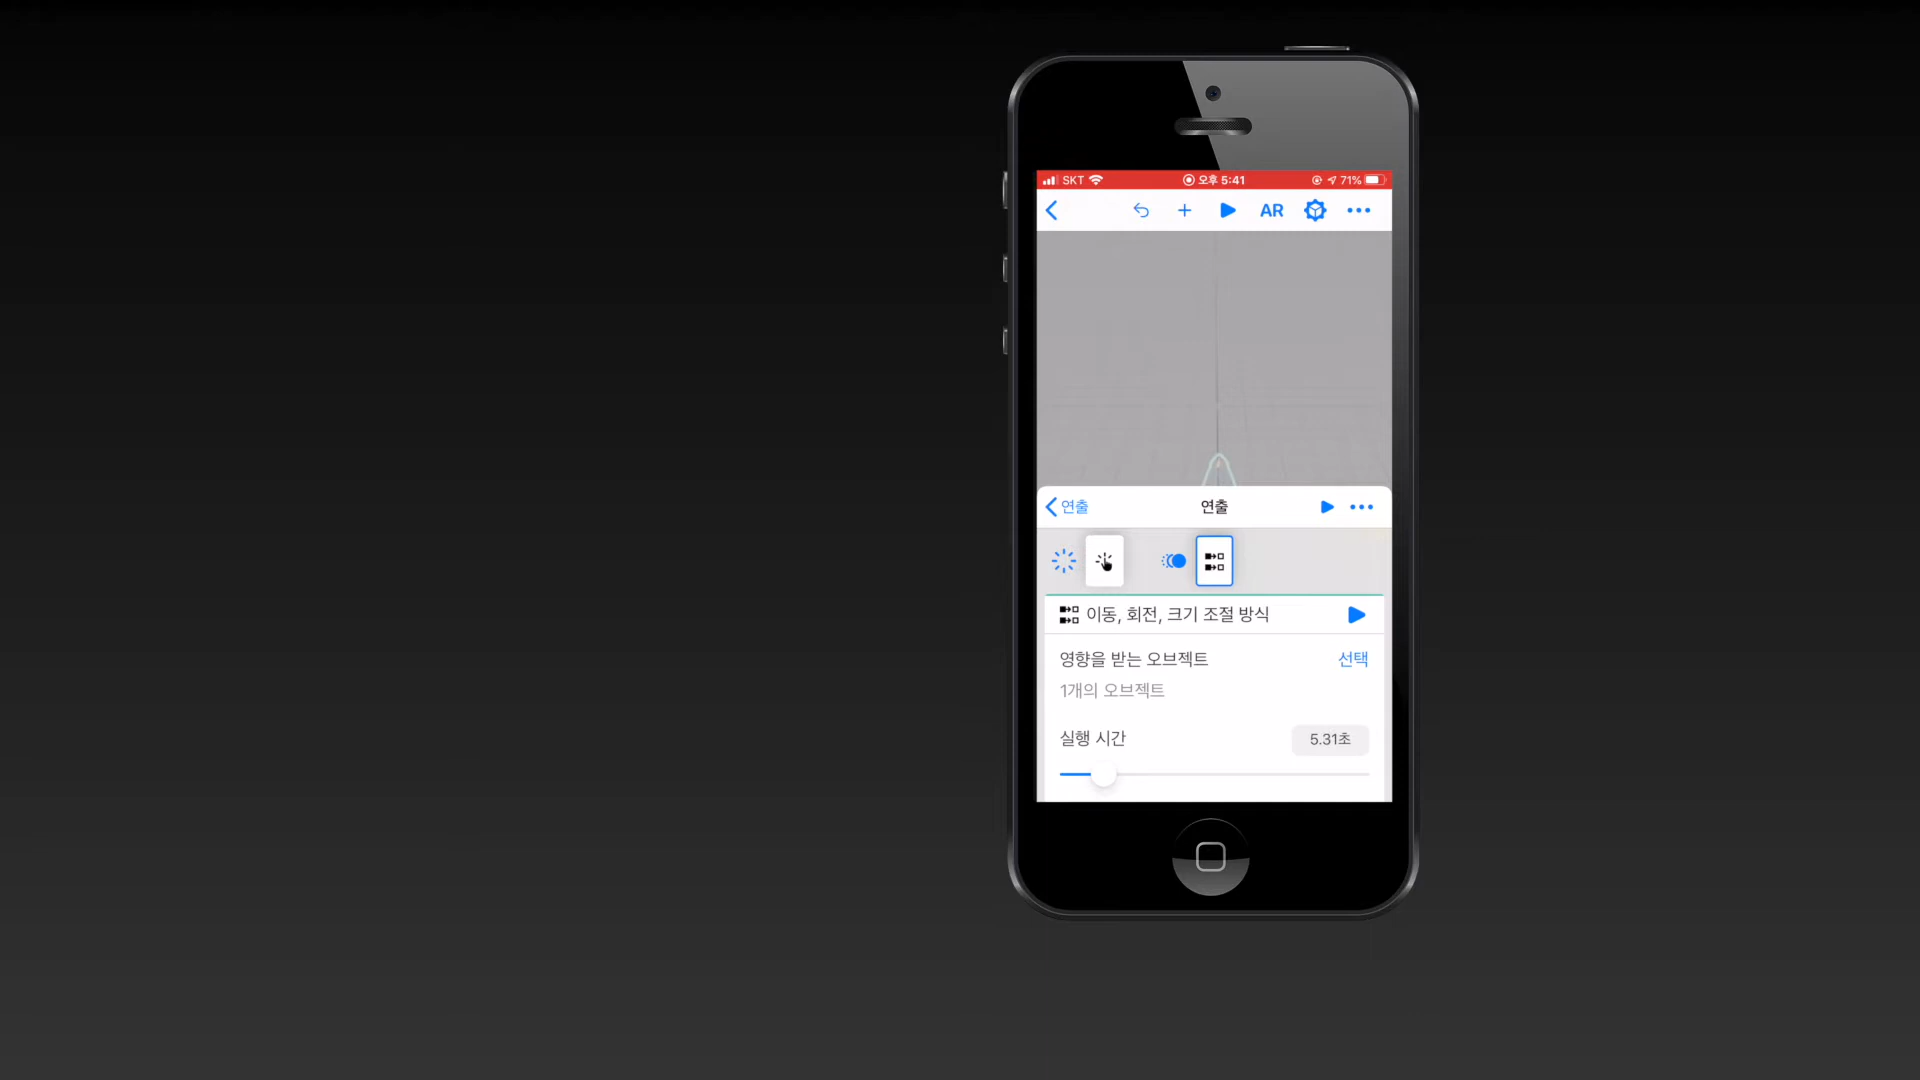 SKT 오후 5:41 71%
AR
연출 연출
이동, 회전, 크기 조절 방식
영향을 받는 오브젝트 선택
1개의 오브젝트
실행 시간 5.31초